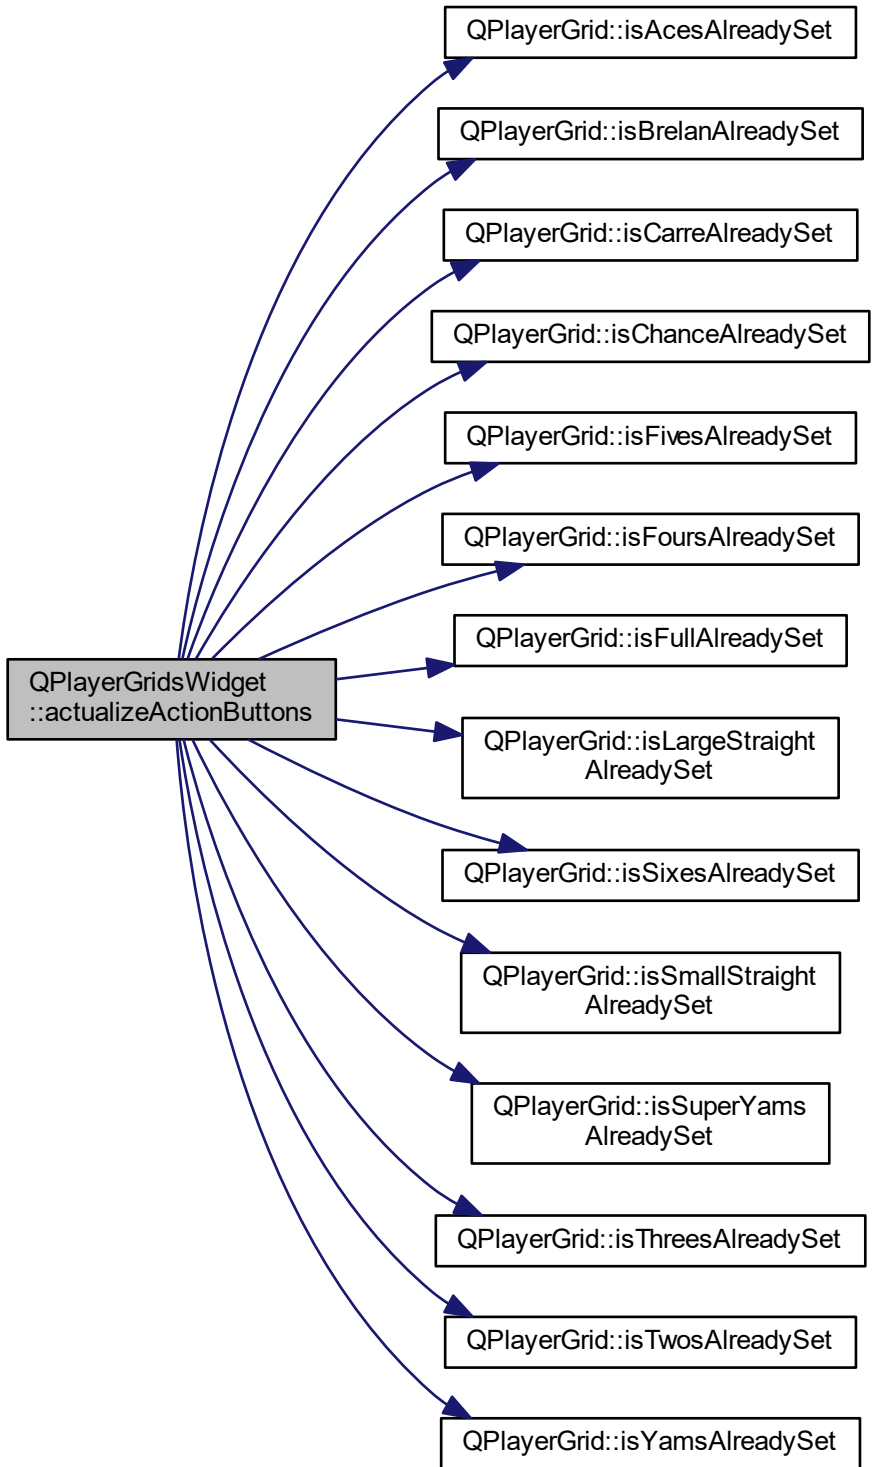 QPlayerGrid::isAcesAlreadySet
QPlayerGrid::isBrelanAlreadySet
QPlayerGrid::isCarreAlreadySet
QPlayerGrid::isChanceAlreadySet
QPlayerGrid::isFivesAlreadySet
QPlayerGrid::isFoursAlreadySet
QPlayerGrid::isFullAlreadySet
QPlayerGridsWidget
::actualizeActionButtons
QPlayerGrid::isLargeStraight
AlreadySet
QPlayerGrid::isSixesAlreadySet
QPlayerGrid::isSmallStraight
AlreadySet
QPlayerGrid::isSuperYams
AlreadySet
QPlayerGrid::isThreesAlreadySet
QPlayerGrid::isTwosAlreadySet
QPlayerGrid::isYamsAlreadySet